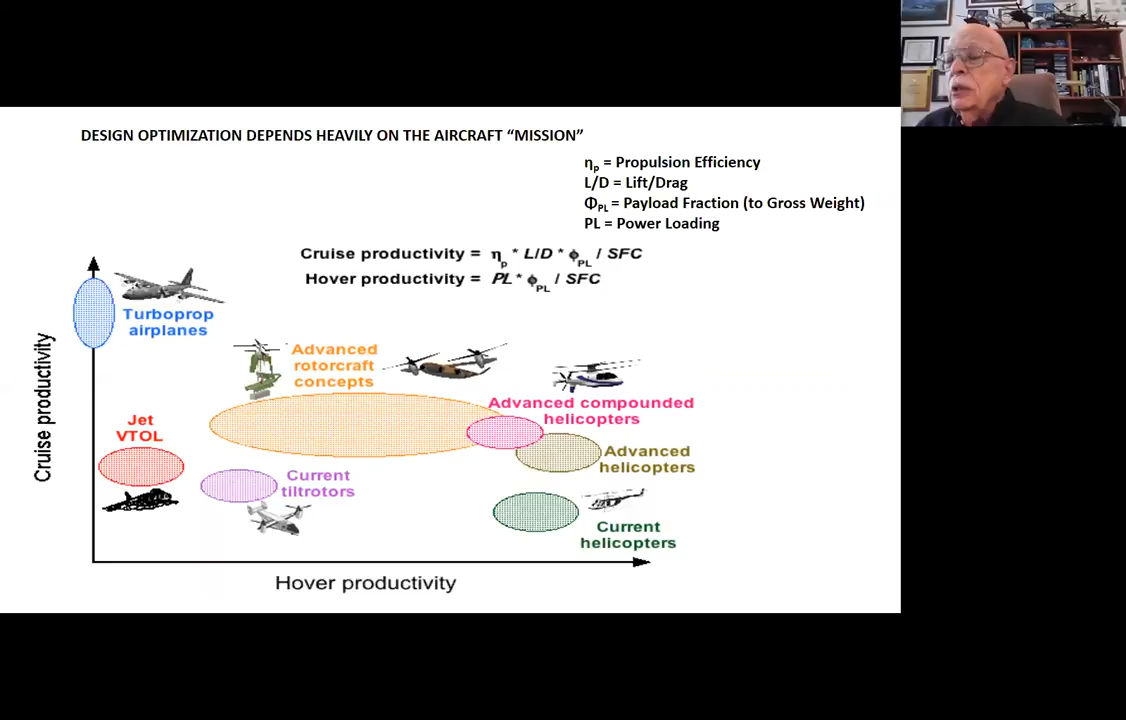 DESIGN OPTIMIZATION DEPENDS HEAVILY ON THE AIRCRAFT “MISSION”
ηp = Propulsion Efficiency
L/D = Lift/Drag
ΦPL = Payload Fraction (to Gross Weight)
PL = Power Loading
Cruise productivity = ηp * L/D * ϕPL / SFC
Hover productivity = PL * ϕPL / SFC
Turboprop
airplanes
Advanced
rotorcraft
concepts
Advanced compounded
helicopters
Jet
VTOL
Advanced
helicopters
Current
tiltrotors
Current
helicopters
Cruise productivity
Hover productivity